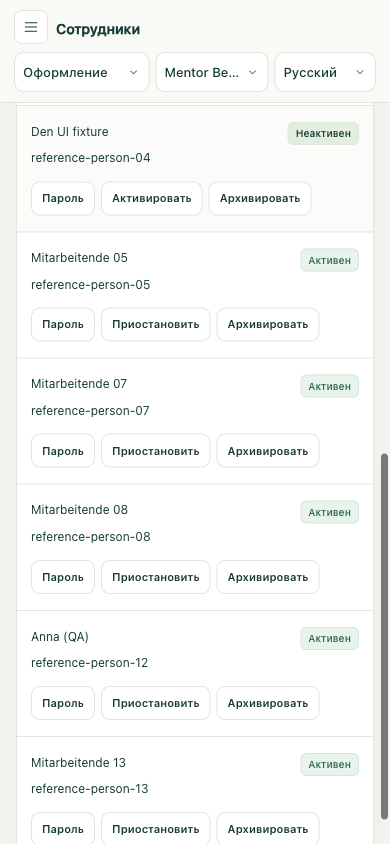 Сотрудники
Оформление
Mentor Be...
Русский
Den UI fixture
Неактивен
reference-person-04
Пароль
Активировать
Архивировать
Mitarbeitende 05
Активен
reference-person-05
Пароль
Приостановить
Архивировать
Mitarbeitende 07
Активен
reference-person-07
Пароль
Приостановить
Архивировать
Mitarbeitende 08
Активен
reference-person-08
Пароль
Приостановить
Архивировать
Anna (QA)
Активен
reference-person-12
Пароль
Приостановить
Архивировать
Mitarbeitende 13
Активен
reference-person-13
Пароль
Приостановить
Архивировать